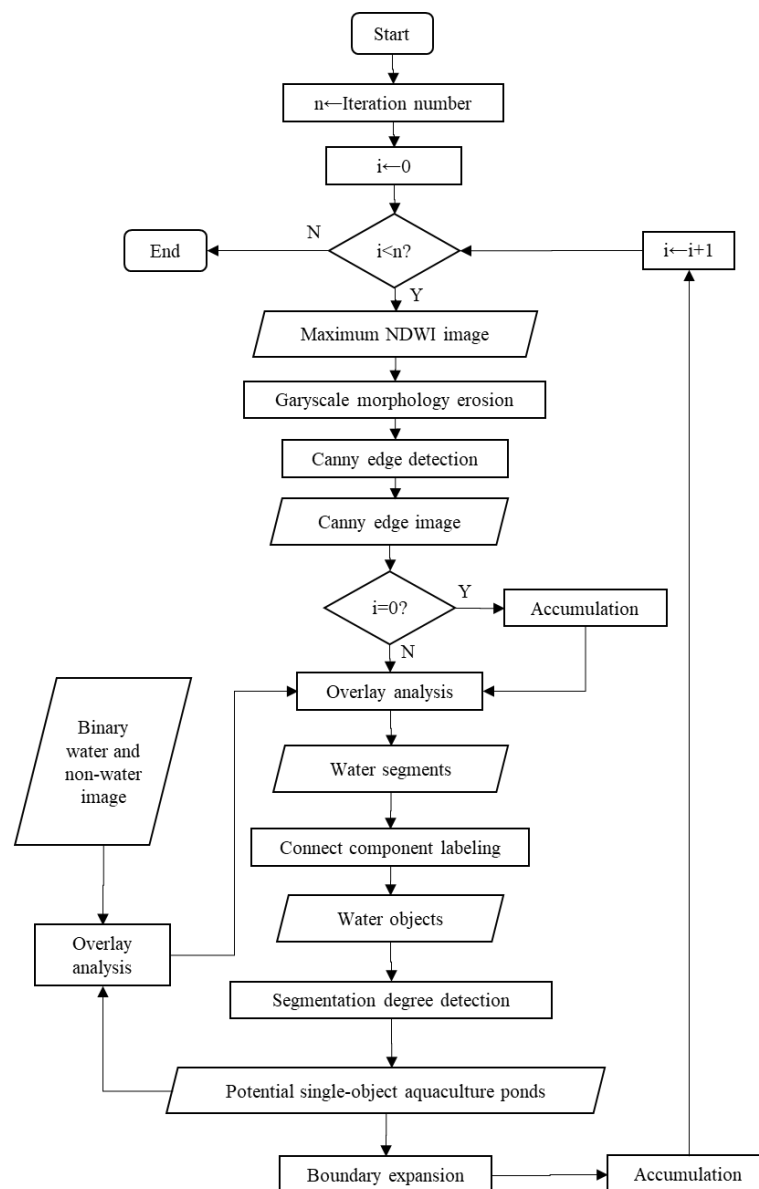 Start
n←Iteration number
i←0
N
End
i<n?
i←i+1
Y
Maximum NDWI image
Garyscale morphology erosion
Canny edge detection
Canny edge image
Y
i=0?
Accumulation
N
Overlay analysis
Binary
water and
non-water
image
Water segments
Connect component labeling
Water objects
Overlay
analysis
Segmentation degree detection
Potential single-object aquaculture ponds
Boundary expansion
Accumulation